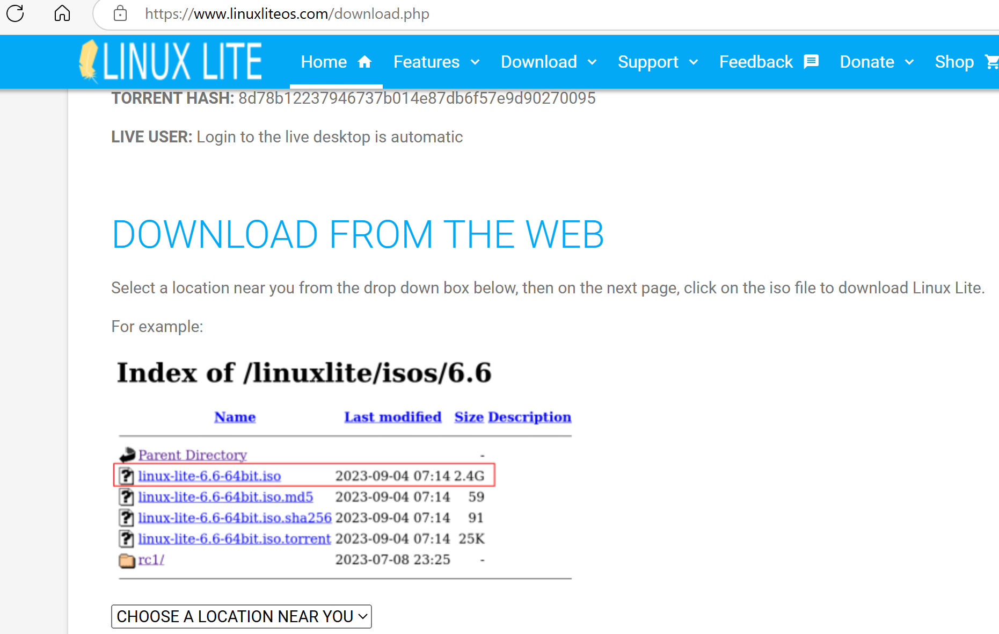 https://www.linuxliteos.com/download.php
LINUX LITE Home Features Download Support Feedback Donate Shop
TORRENT HASH: 8d78b12237946737b014e87db6f57e9d90270095
LIVE USER: Login to the live desktop is automatic
DOWNLOAD FROM THE WEB
Select a location near you from the drop down box below, then on the next page, click on the iso file to download Linux Lite.
For example:
Index of /linuxlite/isos/6.6
Name Last modified Size Description
Parent Directory -
linux-lite-6.6-64bit.iso 2023-09-04 07:14 2.4G
linux-lite-6.6-64bit.iso.md5 2023-09-04 07:14 59
linux-lite-6.6-64bit.iso.sha256 2023-09-04 07:14 91
linux-lite-6.6-64bit.iso.torrent 2023-09-04 07:14 25K
rc1/ 2023-07-08 23:25 -
CHOOSE A LOCATION NEAR YOU